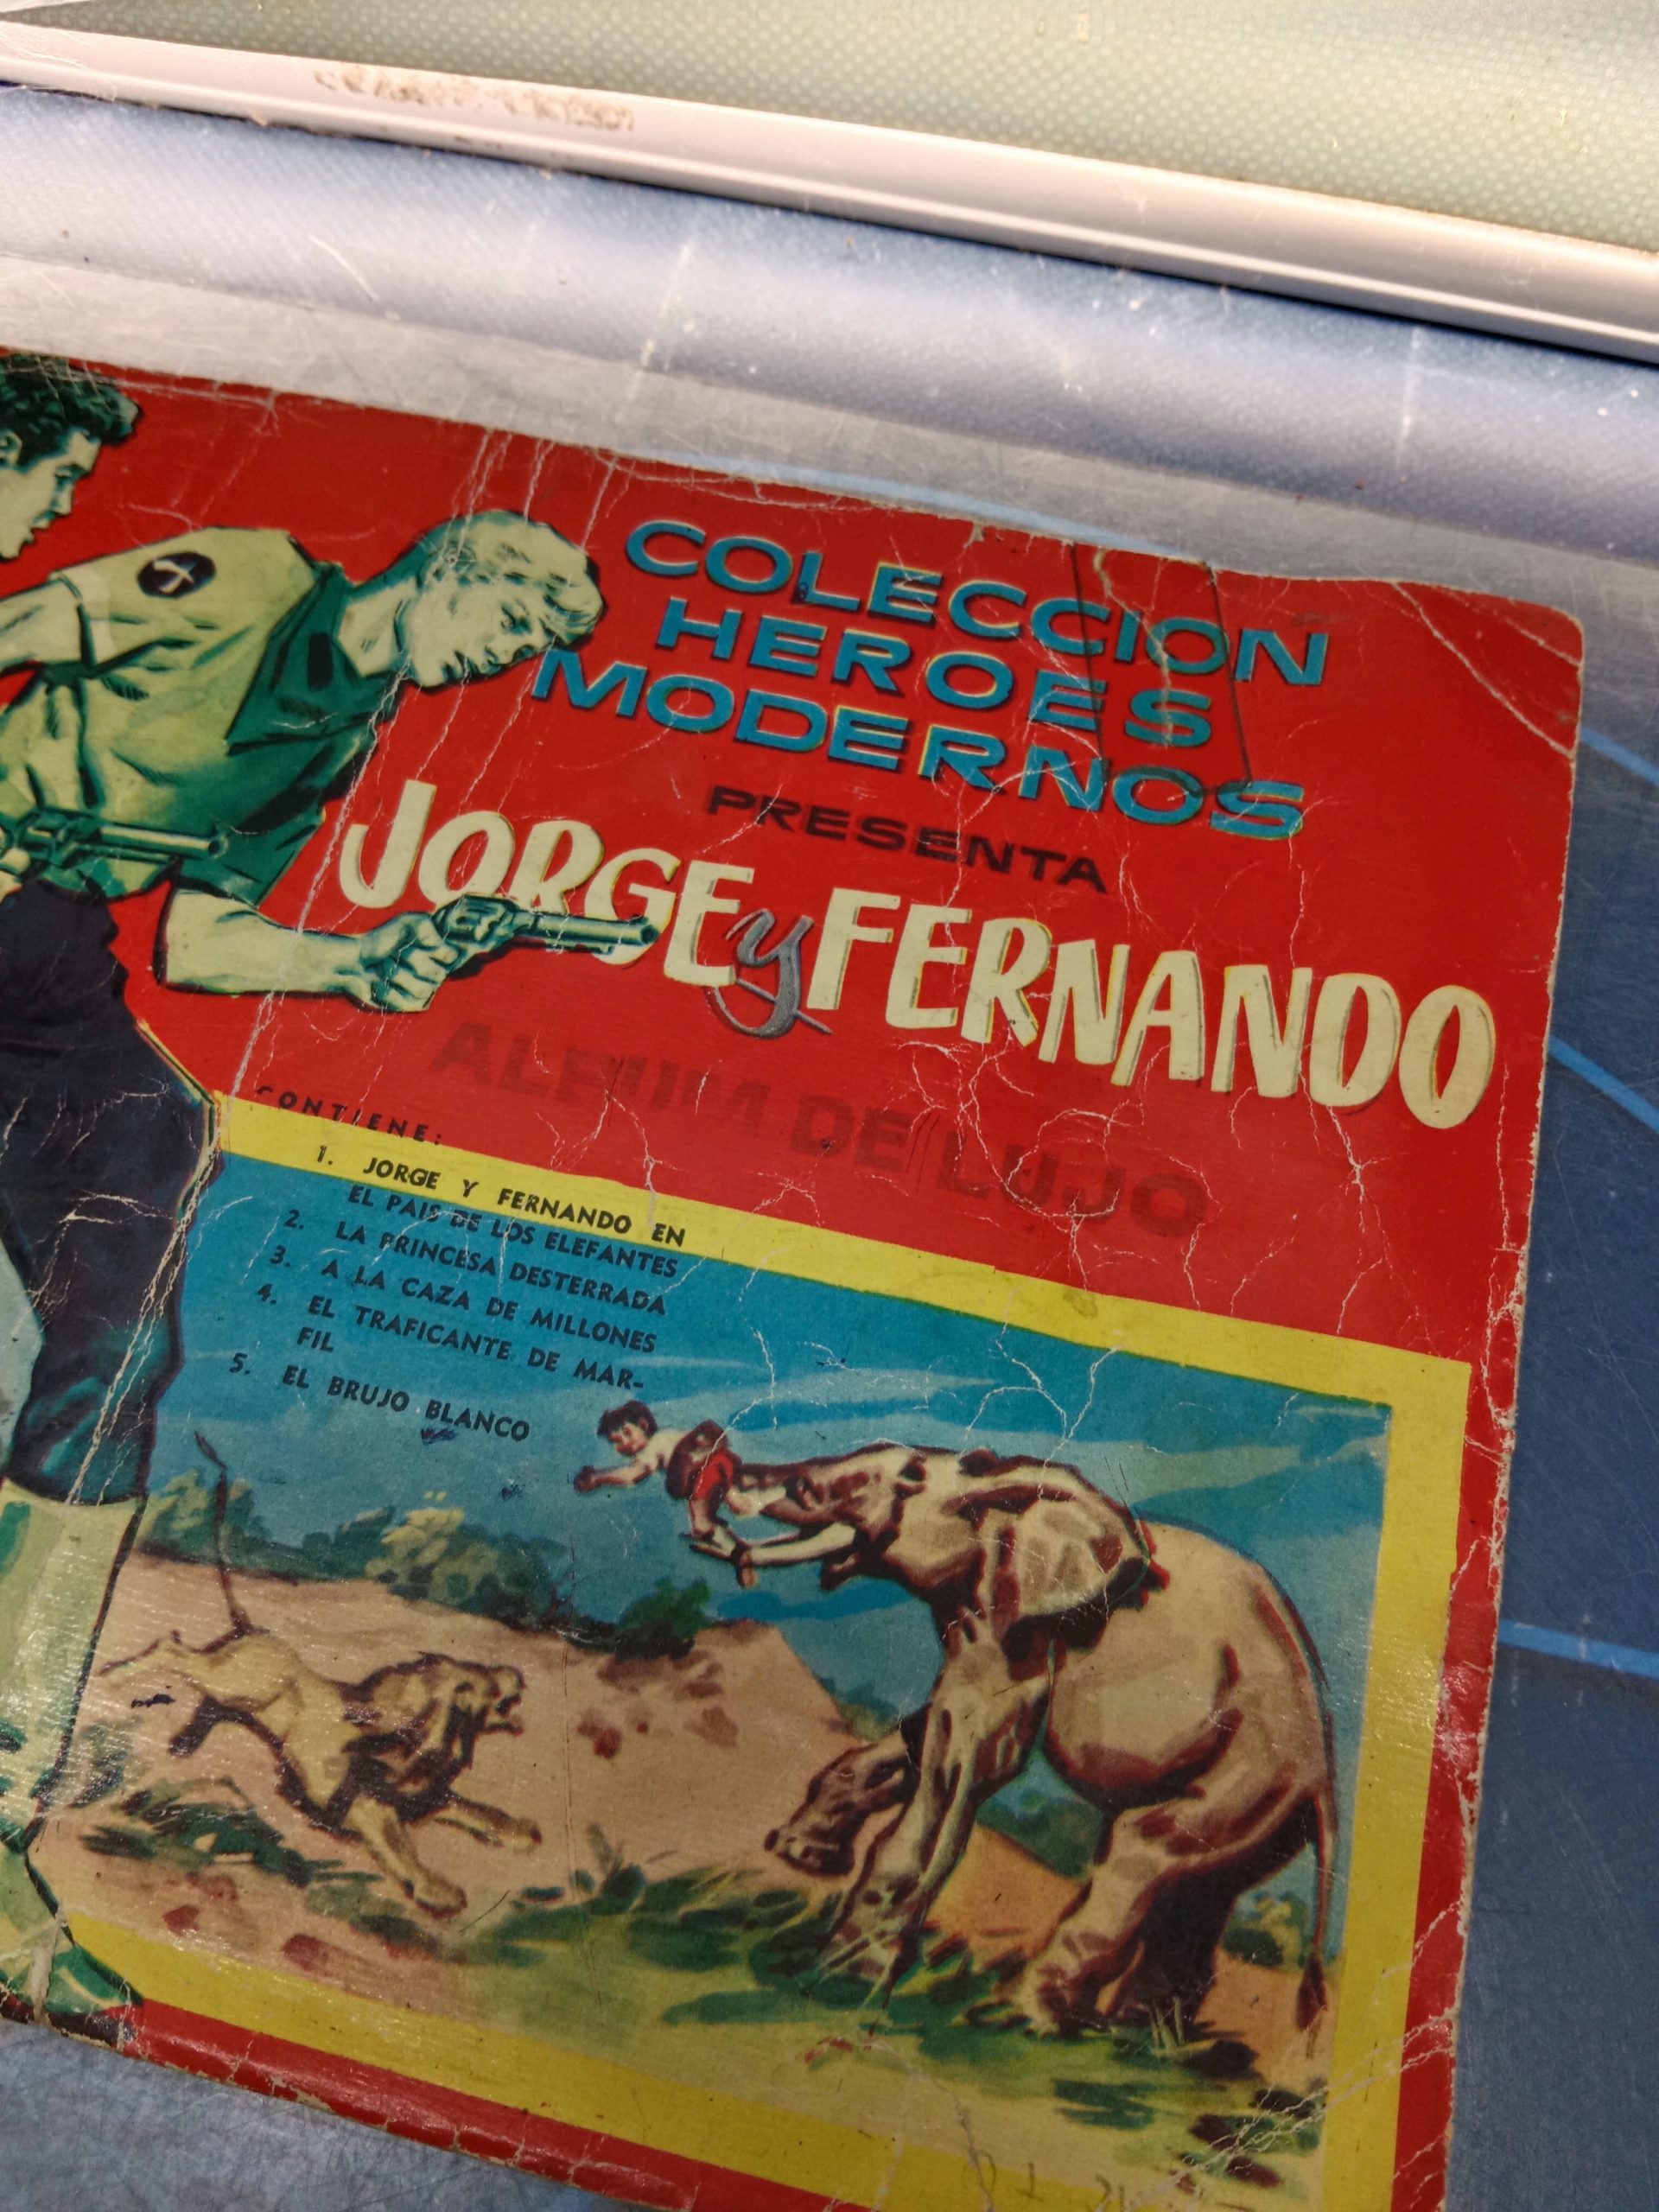 COLECCION
HEROES
MODERNOS
PRESENTA
JORGE y FERNANDO
ALBUM DE LUJO
CONTIENE:
1. JORGE Y FERNANDO EN
EL PAIS DE LOS ELEFANTES
2. LA PRINCESA DESTERRADA
3. A LA CAZA DE MILLONES
4. EL TRAFICANTE DE MAR-
FIL
5. EL BRUJO BLANCO